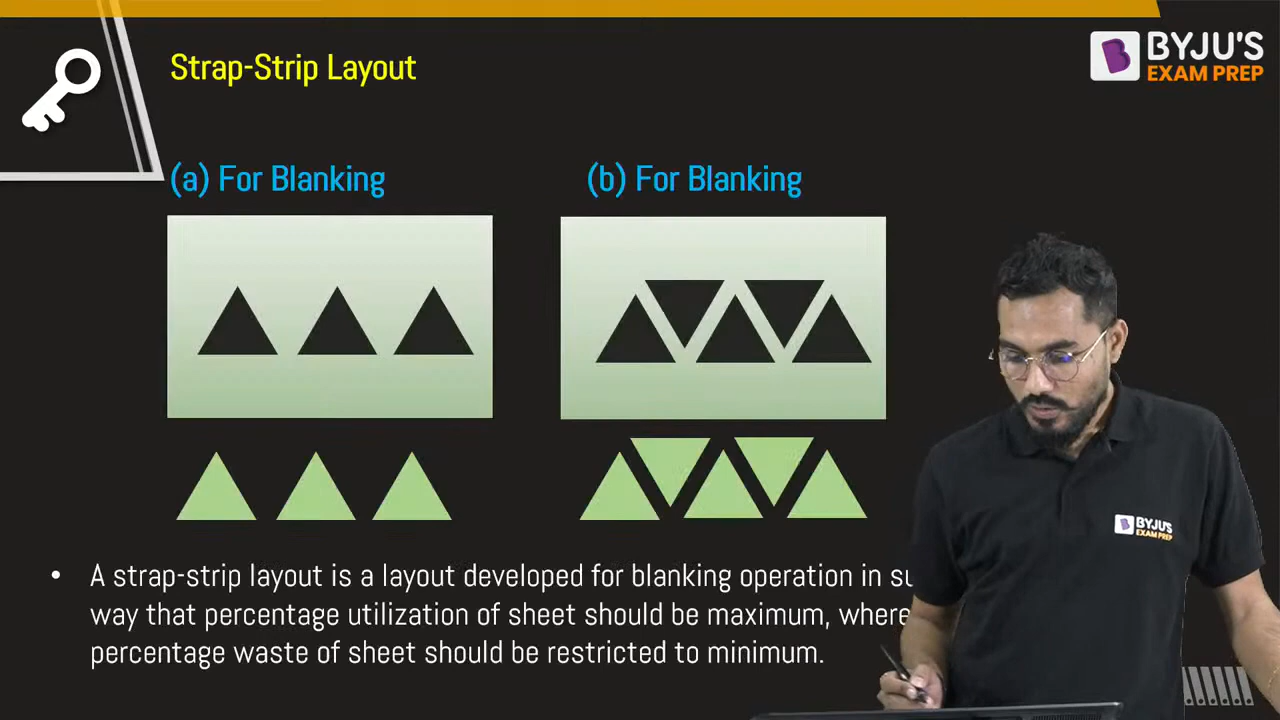 Strap-Strip Layout
BYJU'S
EXAM PREP
(a) For Blanking
(b) For Blanking
• A strap-strip layout is a layout developed for blanking operation in
way that percentage utilization of sheet should be maximum,
percentage waste of sheet should be restricted to minimum.
BYJU'S
EXAM PREP